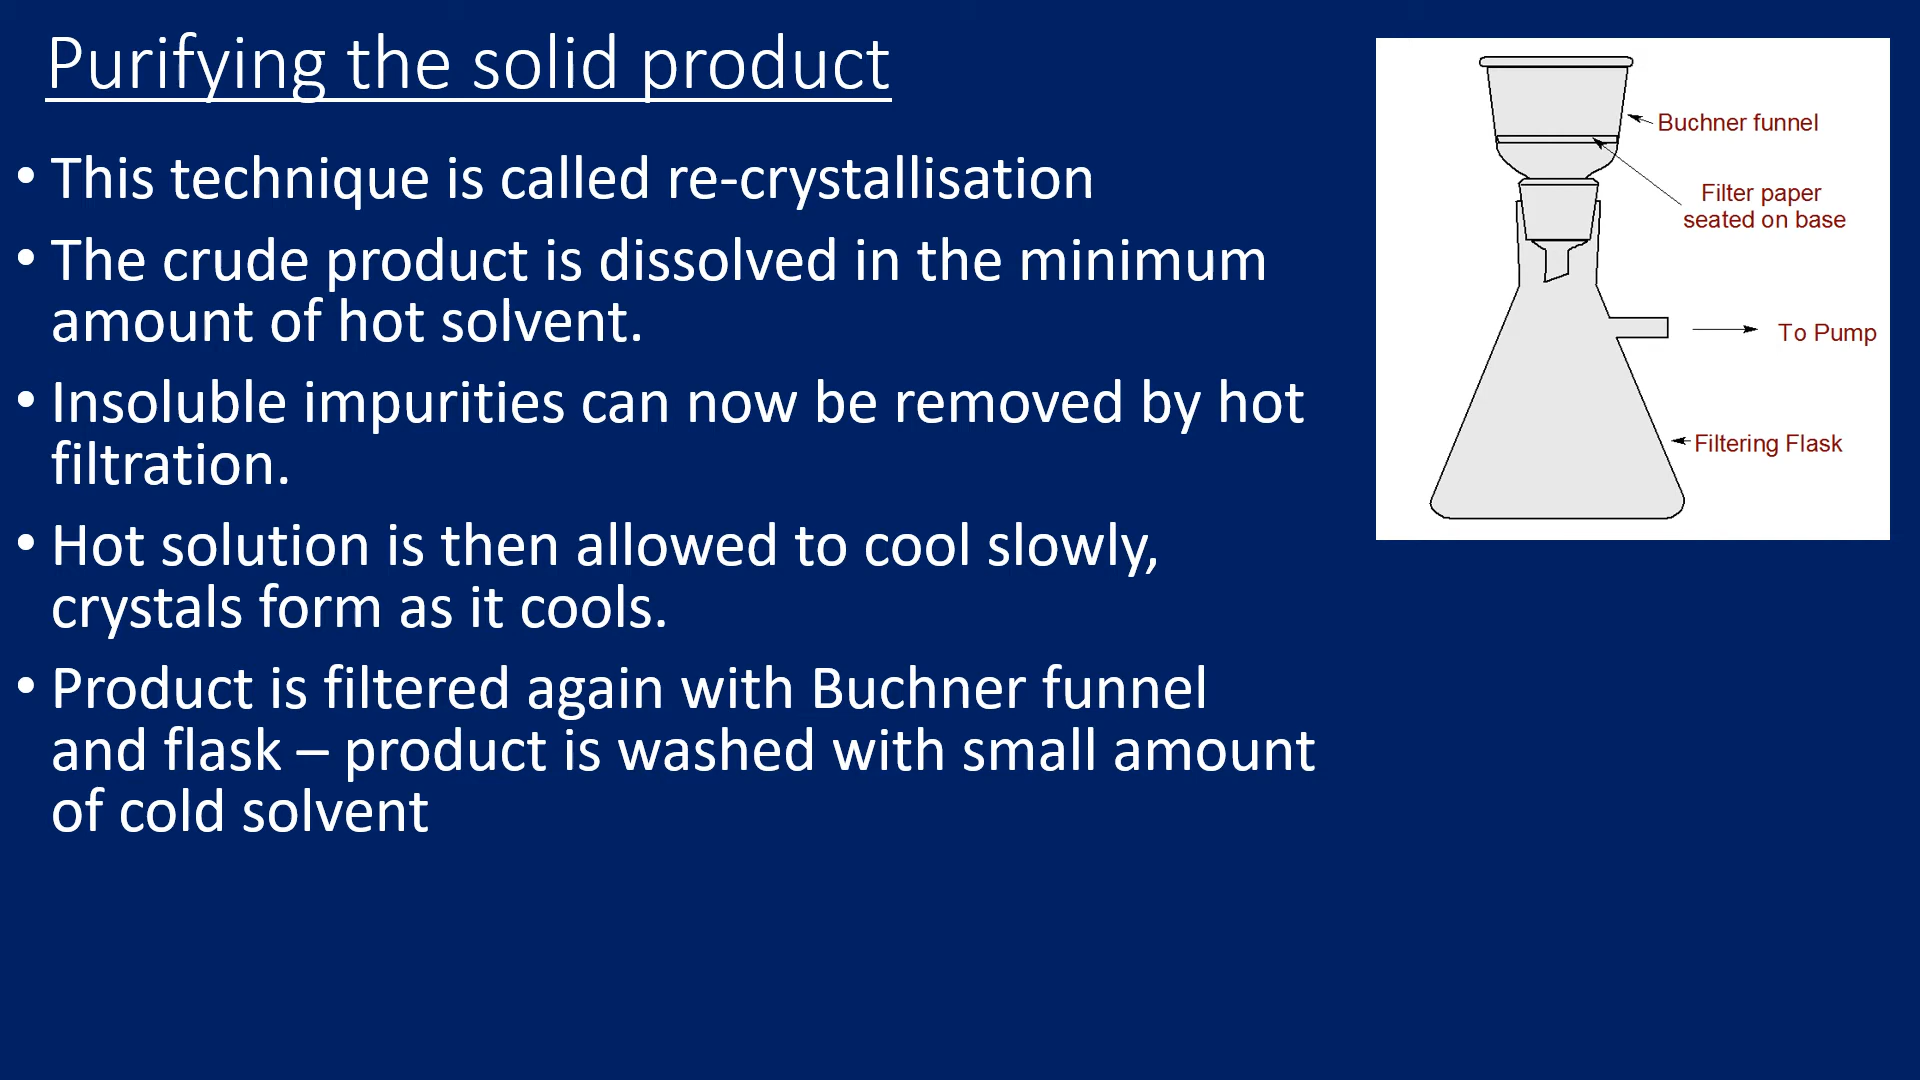 Purifying the solid product
• This technique is called re-crystallisation
• The crude product is dissolved in the minimum
amount of hot solvent.
• Insoluble impurities can now be removed by hot
filtration.
• Hot solution is then allowed to cool slowly,
crystals form as it cools.
• Product is filtered again with Buchner funnel
and flask – product is washed with small amount
of cold solvent
Buchner funnel
Filter paper
seated on base
To Pump
Filtering Flask